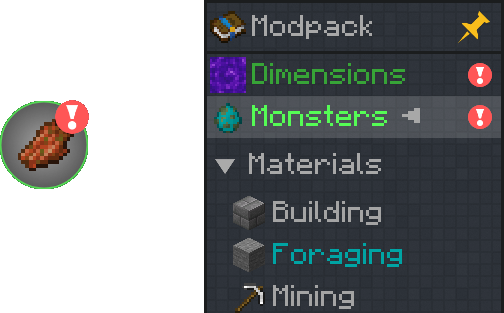 Modpack
Dimensions
Monsters
Materials
Building
Foraging
Mining